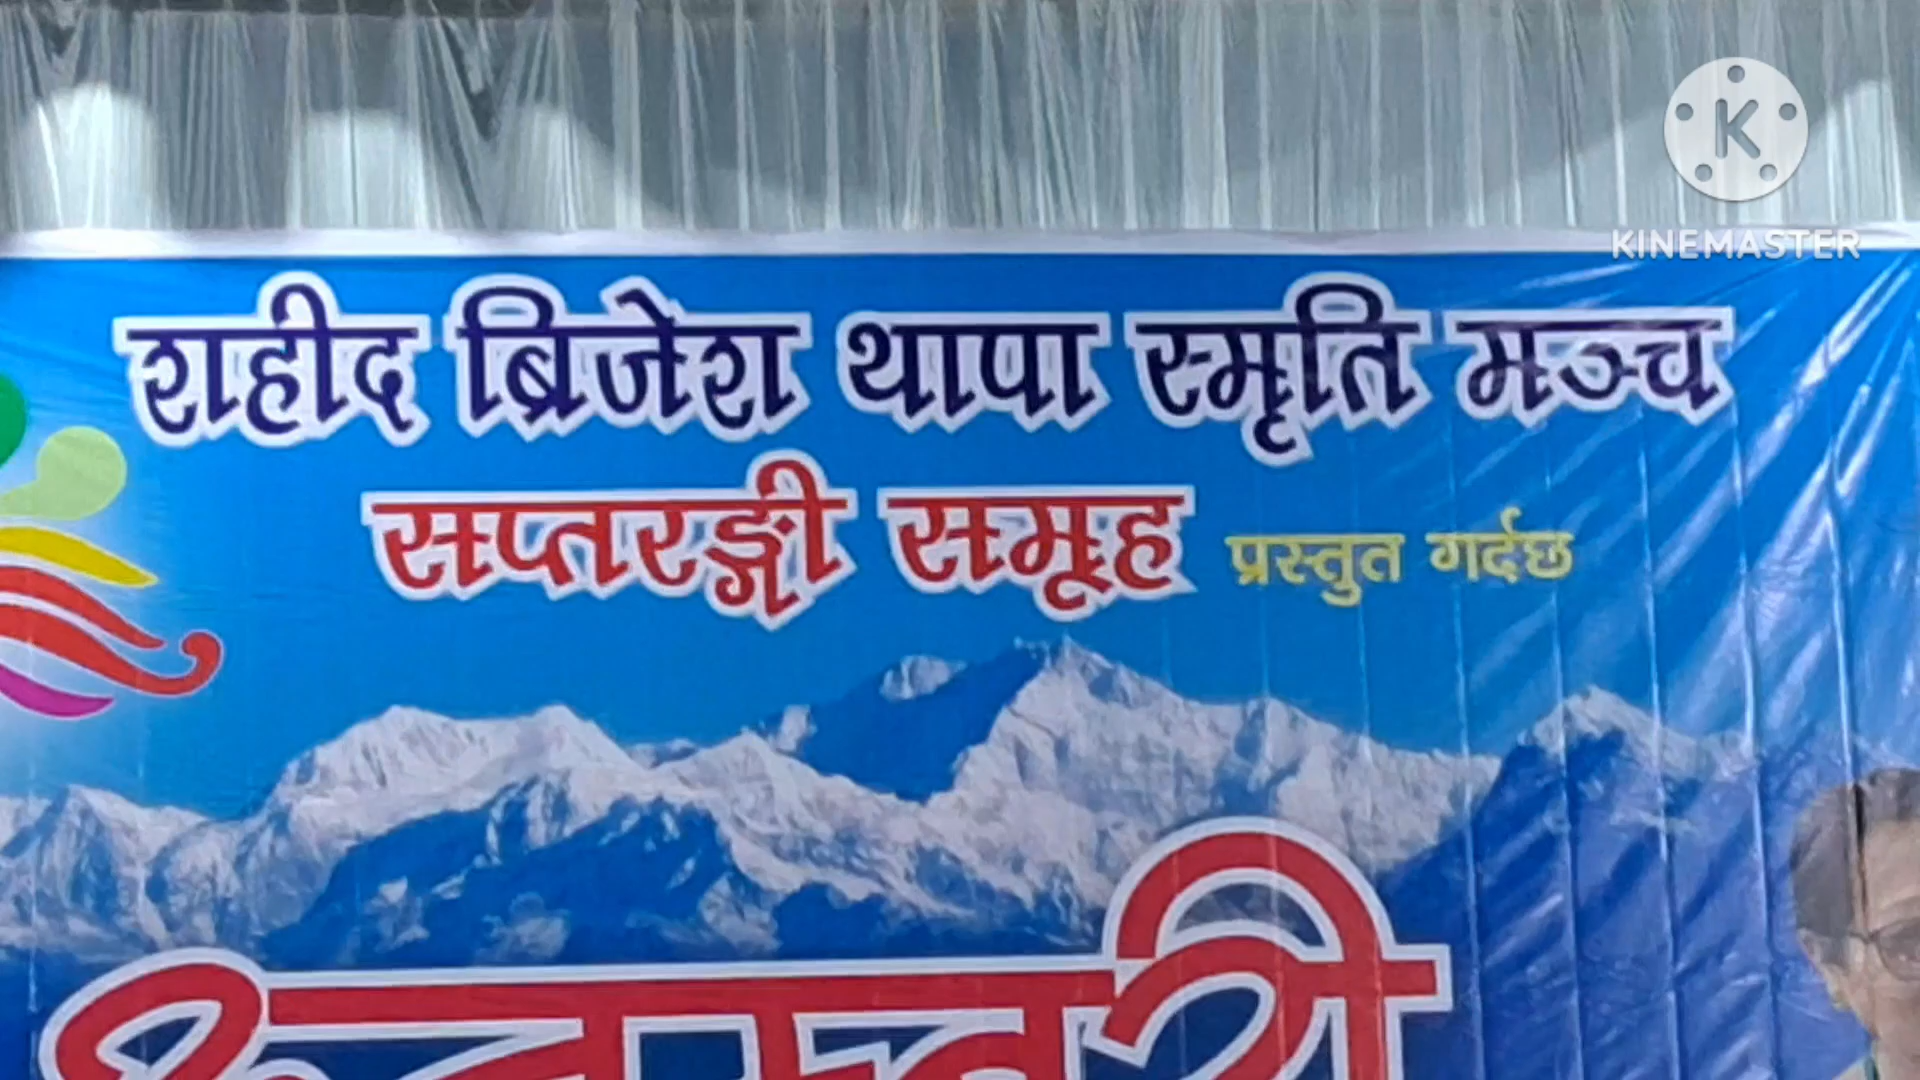 KINEMASTER
शहीद ब्रिजेश थापा स्मृति मञ्च
सप्तरङ्गी समूह प्रस्तुत गर्दछ